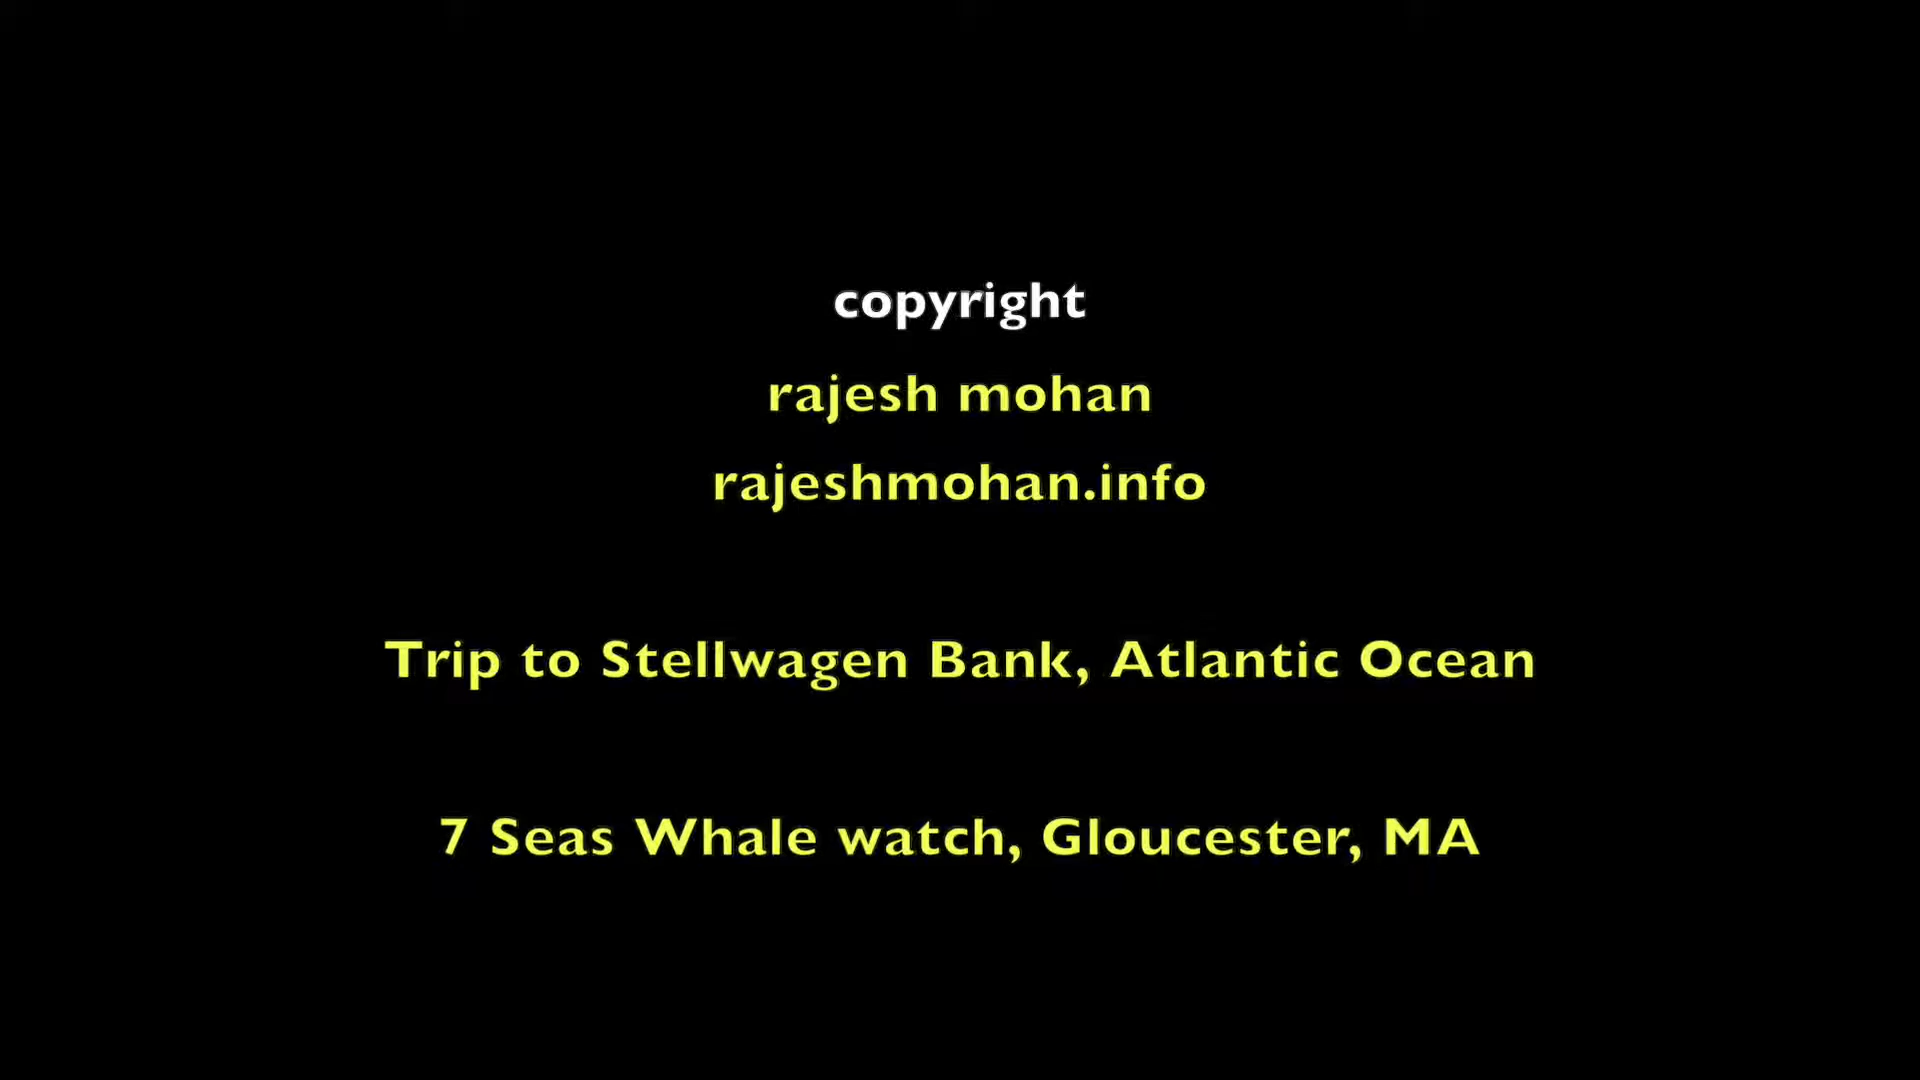 copyright
rajesh mohan
rajeshmohan.info
Trip to Stellwagen Bank, Atlantic Ocean
7 Seas Whale watch, Gloucester, MA